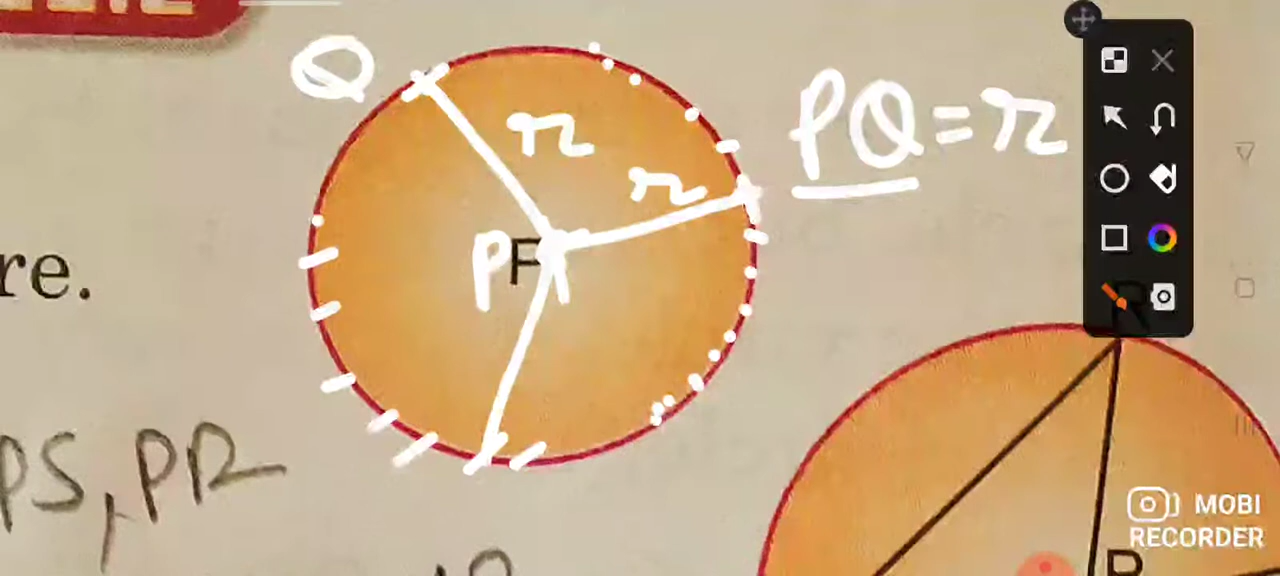 Q
r
r
PQ = r
P
P
re.
R
PS, PR
P
MOBI
RECORDER